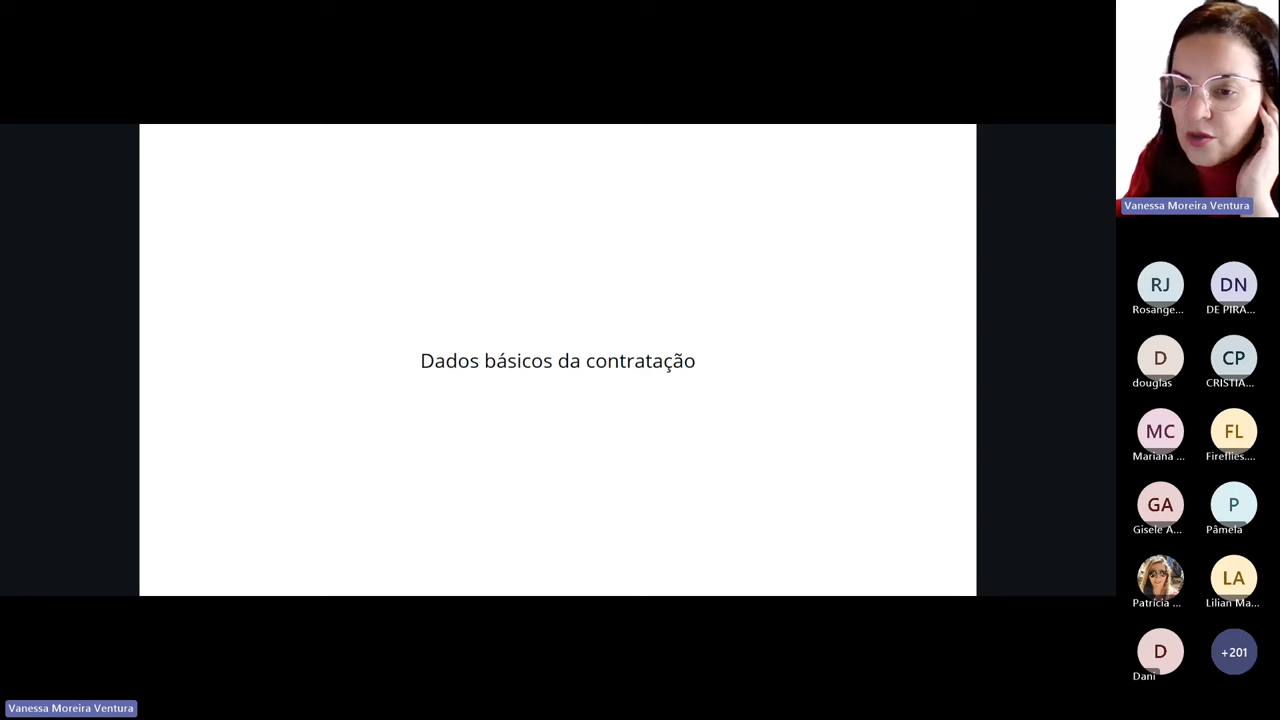 Dados básicos da contratação
Vanessa Moreira Ventura
RJ
Rosange...
DN
DE PIRA...
D
douglas
CP
CRISTIA...
MC
Mariana ...
FL
Fireflies....
GA
Gisele A...
P
Pâmela
Patrícia ...
LA
Lilian Ma...
D
Dani
+201
Vanessa Moreira Ventura